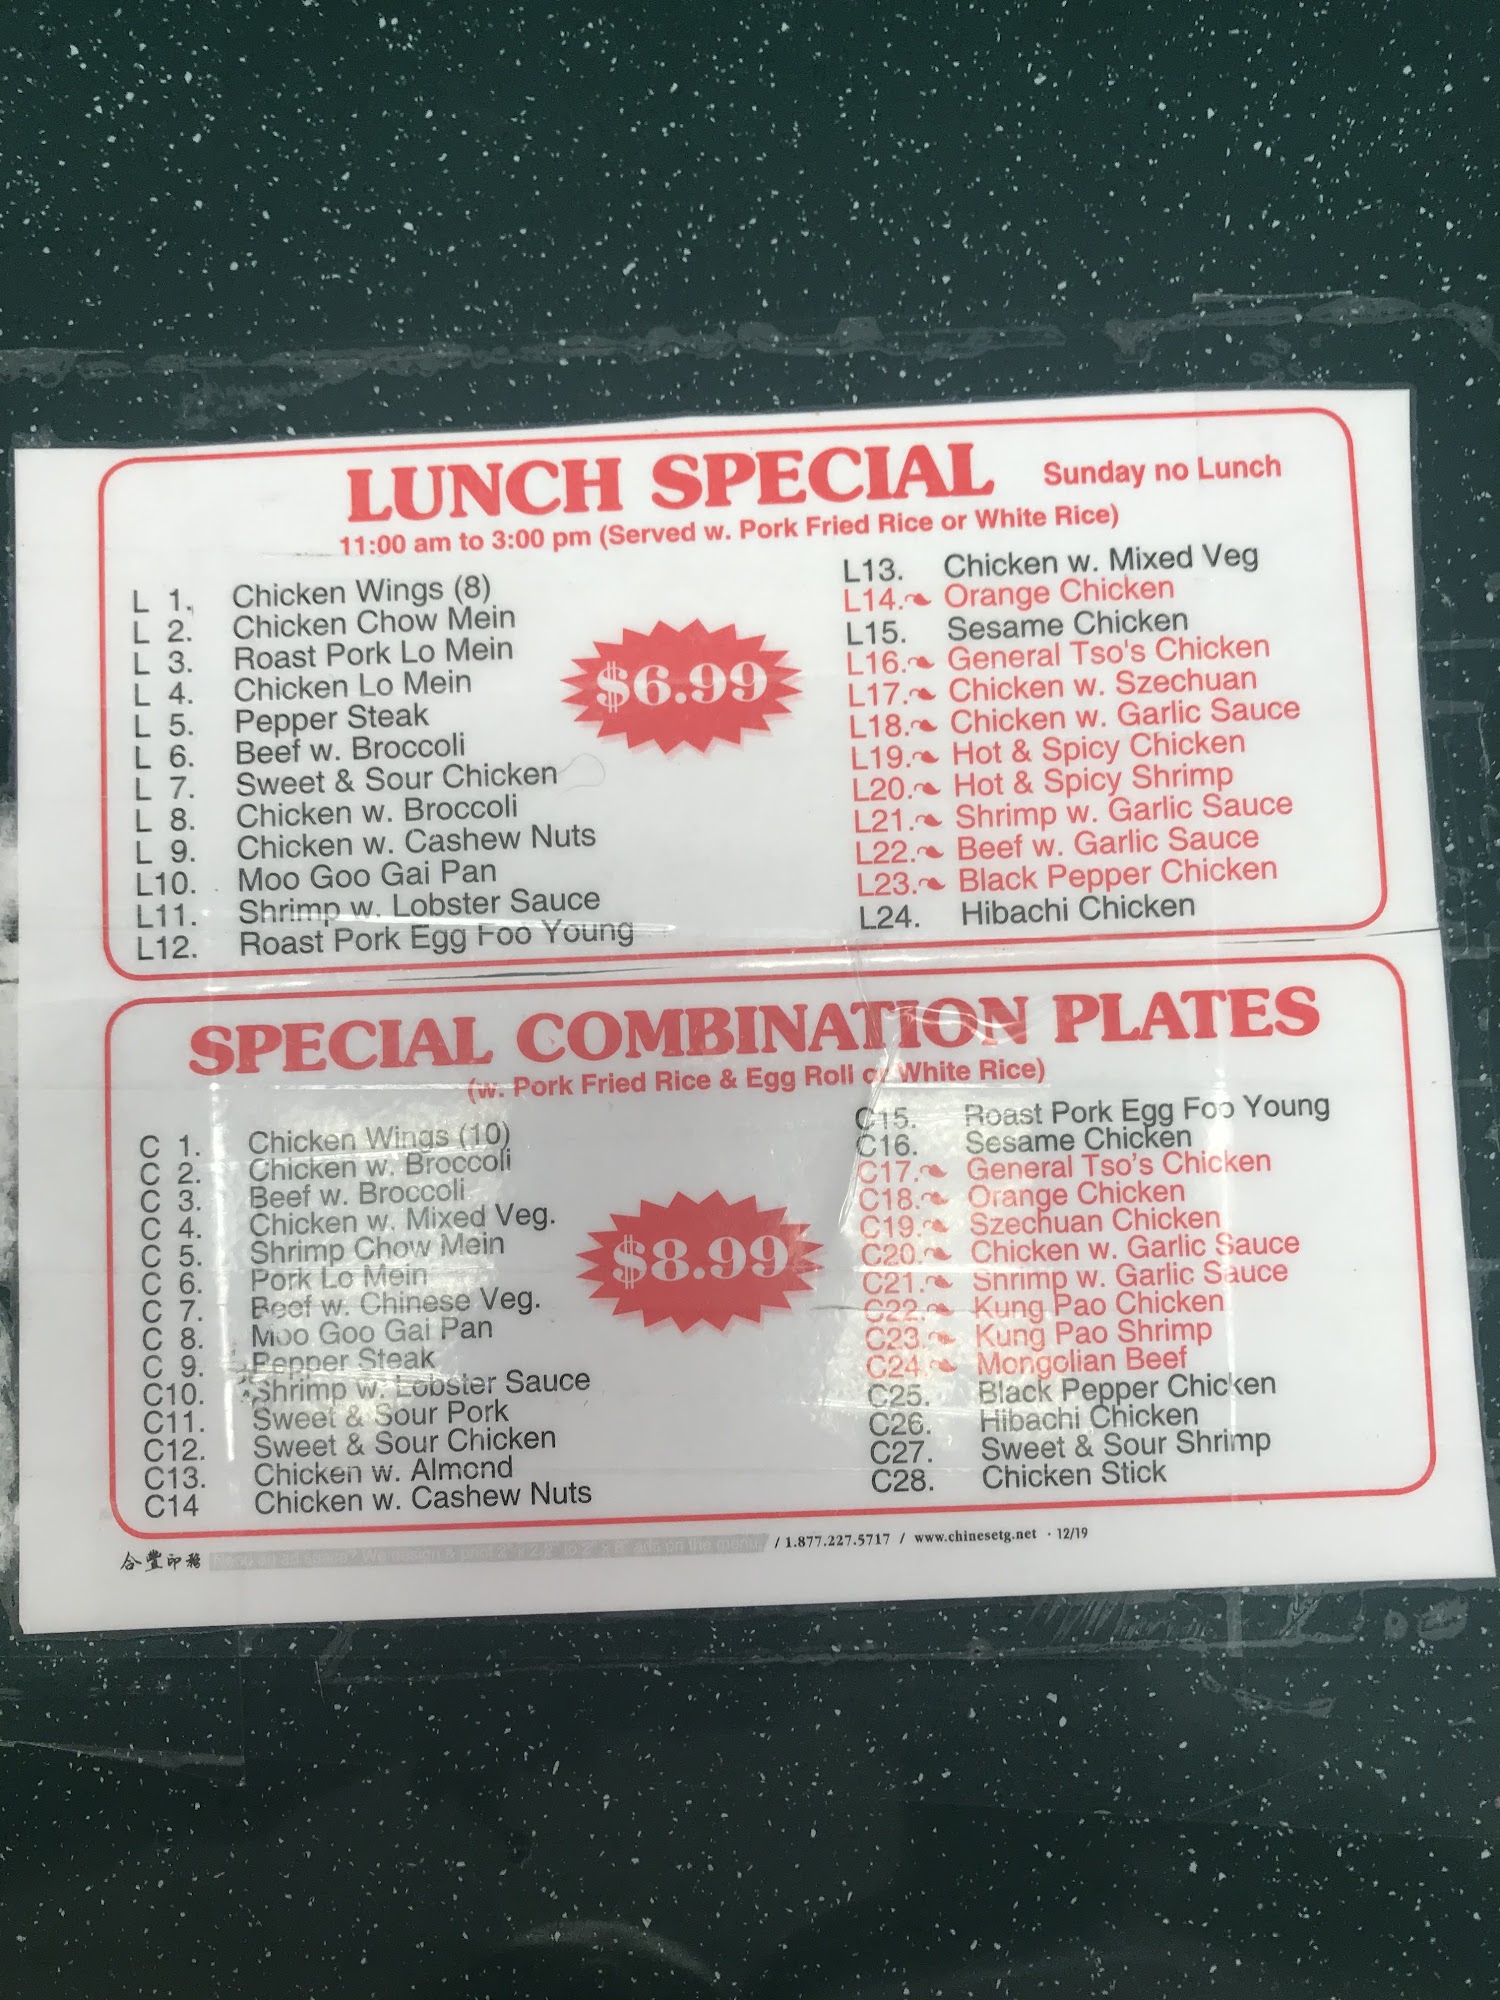 LUNCH SPECIAL Sunday no Lunch
11:00 am to 3:00 pm (Served w. Pork Fried Rice or White Rice)
L 1. Chicken Wings (8)
L 2. Chicken Chow Mein
L 3. Roast Pork Lo Mein
L 4. Chicken Lo Mein
L 5. Pepper Steak
L 6. Beef w. Broccoli
L 7. Sweet & Sour Chicken
L 8. Chicken w. Broccoli
L 9. Chicken w. Cashew Nuts
L10. Moo Goo Gai Pan
L11. Shrimp w. Lobster Sauce
L12. Roast Pork Egg Foo Young
$6.99
L13. Chicken w. Mixed Veg
L14. Orange Chicken
L15. Sesame Chicken
L16. General Tso's Chicken
L17. Chicken w. Szechuan
L18. Chicken w. Garlic Sauce
L19. Hot & Spicy Chicken
L20. Hot & Spicy Shrimp
L21. Shrimp w. Garlic Sauce
L22. Beef w. Garlic Sauce
L23. Black Pepper Chicken
L24. Hibachi Chicken
SPECIAL COMBINATION PLATES
(w. Pork Fried Rice & Egg Roll or White Rice)
C 1. Chicken Wings (10)
C 2. Chicken w. Broccoli
C 3. Beef w. Broccoli
C 4. Chicken w. Mixed Veg.
C 5. Shrimp Chow Mein
C 6. Pork Lo Mein
C 7. Beef w. Chinese Veg.
C 8. Moo Goo Gai Pan
C 9. Pepper Steak
C10. Shrimp w. Lobster Sauce
C11. Sweet & Sour Pork
C12. Sweet & Sour Chicken
C13. Chicken w. Almond
C14 Chicken w. Cashew Nuts
$8.99
C15. Roast Pork Egg Foo Young
C16. Sesame Chicken
C17. General Tso's Chicken
C18. Orange Chicken
C19. Szechuan Chicken
C20. Chicken w. Garlic Sauce
C21. Shrimp w. Garlic Sauce
C22. Kung Pao Chicken
C23. Kung Pao Shrimp
C24. Mongolian Beef
C25. Black Pepper Chicken
C26. Hibachi Chicken
C27. Sweet & Sour Shrimp
C28. Chicken Stick
合豐印務 ads on the menu. / 1.877.227.5717 / www.chinesetg.net · 12/19